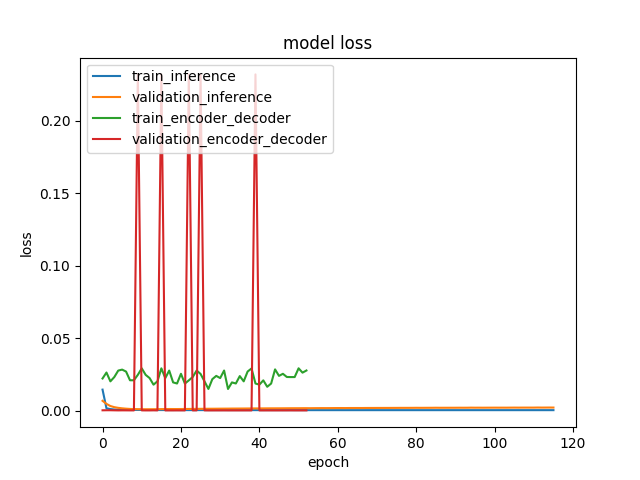 model loss
train_inference
validation_inference
train_encoder_decoder
validation_encoder_decoder
loss
0.20
0.15
0.10
0.05
0.00
0 20 40 60 80 100 120
epoch